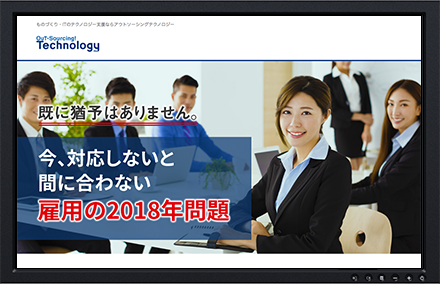 ものづくり・ITのテクノロジー支援ならアウトソーシングテクノロジー
OuT-Sourcing!
Technology
既に猶予はありません。
今、対応しないと
間に合わない
雇用の2018年問題